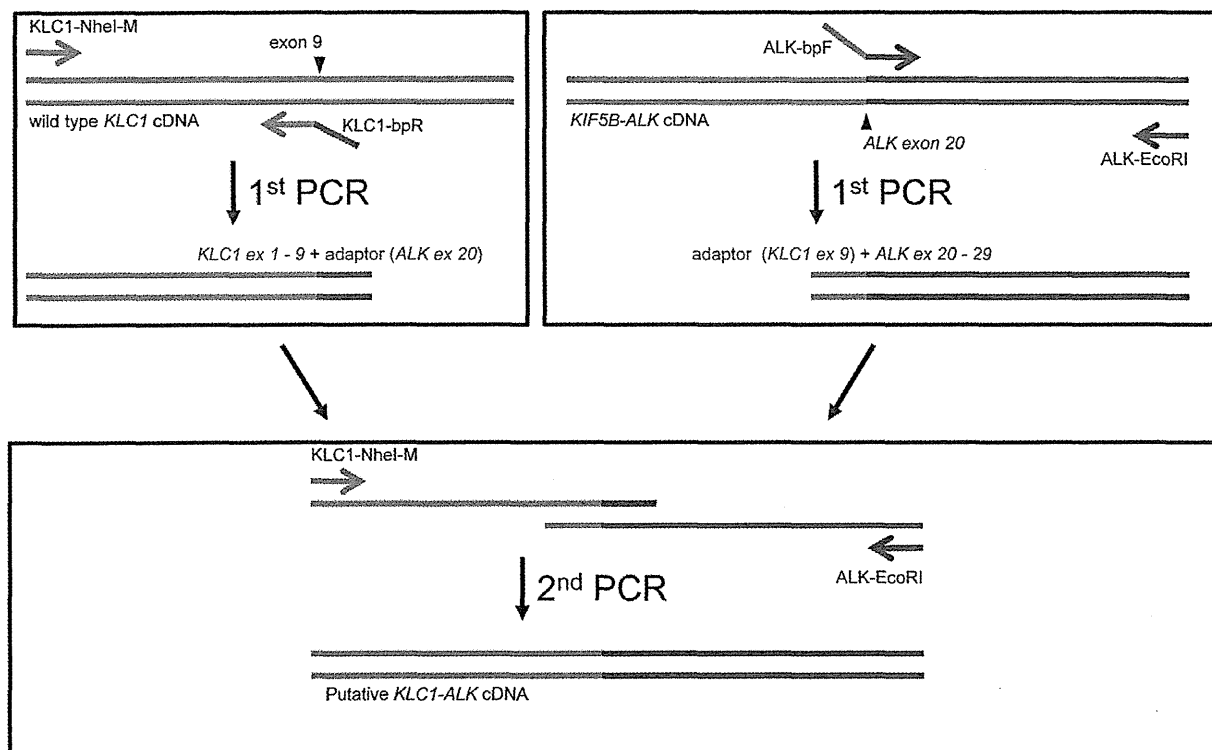 KLC1-NheI-M
exon 9
wild type KLC1 cDNA
KLC1-bpR
1st PCR
KLC1 ex 1 - 9 + adaptor (ALK ex 20)
ALK-bpF
KIF5B-ALK cDNA
ALK exon 20
ALK-EcoRI
1st PCR
adaptor (KLC1 ex 9) + ALK ex 20 - 29
KLC1-NheI-M
ALK-EcoRI
2nd PCR
Putative KLC1-ALK cDNA